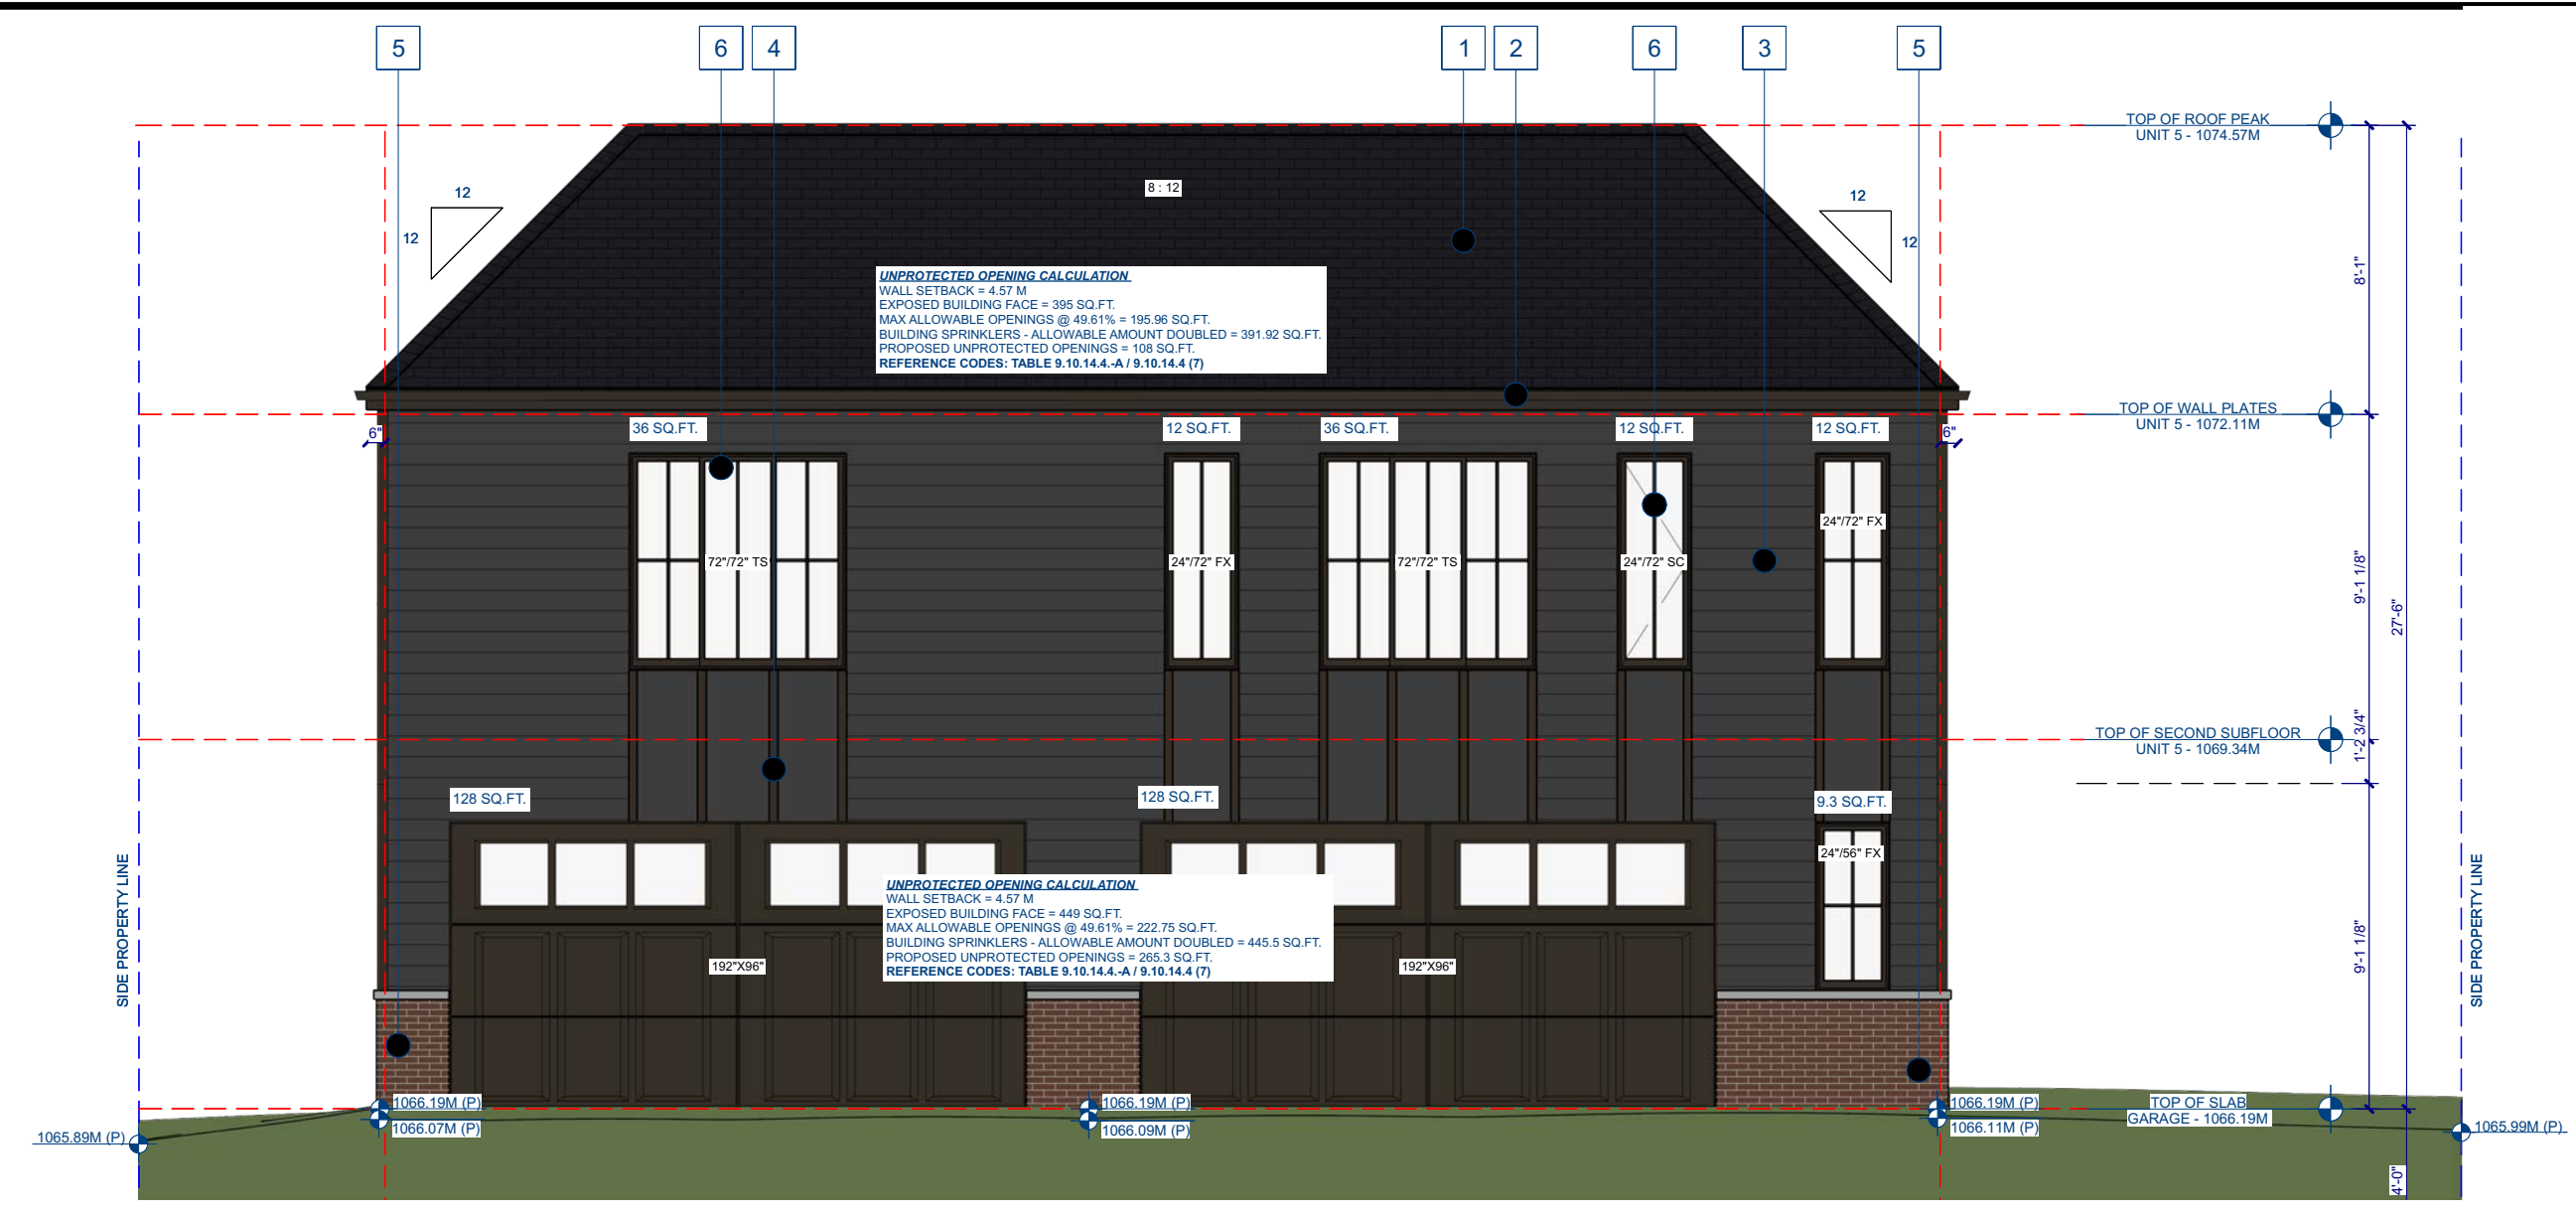 5
6
4
1
2
6
3
5
TOP OF ROOF PEAK
UNIT 5 - 1074.57M
12
12
8 : 12
12
12
8'-1"
UNPROTECTED OPENING CALCULATION
WALL SETBACK = 4.57 M
EXPOSED BUILDING FACE = 395 SQ.FT.
MAX ALLOWABLE OPENINGS @ 49.61% = 195.96 SQ.FT.
BUILDING SPRINKLERS - ALLOWABLE AMOUNT DOUBLED = 391.92 SQ.FT.
PROPOSED UNPROTECTED OPENINGS = 108 SQ.FT.
REFERENCE CODES: TABLE 9.10.14.4.-A / 9.10.14.4 (7)
TOP OF WALL PLATES
UNIT 5 - 1072.11M
6"
36 SQ.FT.
12 SQ.FT.
36 SQ.FT.
12 SQ.FT.
12 SQ.FT.
6"
24"/72" FX
72"/72" TS
24"/72" FX
72"/72" TS
24"/72" SC
9'-1 1/8"
27'-6"
TOP OF SECOND SUBFLOOR
UNIT 5 - 1069.34M
1'-2 3/4"
128 SQ.FT.
128 SQ.FT.
9.3 SQ.FT.
24"/56" FX
SIDE PROPERTY LINE
UNPROTECTED OPENING CALCULATION
WALL SETBACK = 4.57 M
EXPOSED BUILDING FACE = 449 SQ.FT.
MAX ALLOWABLE OPENINGS @ 49.61% = 222.75 SQ.FT.
BUILDING SPRINKLERS - ALLOWABLE AMOUNT DOUBLED = 445.5 SQ.FT.
PROPOSED UNPROTECTED OPENINGS = 265.3 SQ.FT.
REFERENCE CODES: TABLE 9.10.14.4.-A / 9.10.14.4 (7)
192"X96"
192"X96"
9'-1 1/8"
SIDE PROPERTY LINE
1066.19M (P)
1066.19M (P)
1066.19M (P)
TOP OF SLAB
GARAGE - 1066.19M
1065.89M (P)
1066.07M (P)
1066.09M (P)
1066.11M (P)
1065.99M (P)
4'-0"